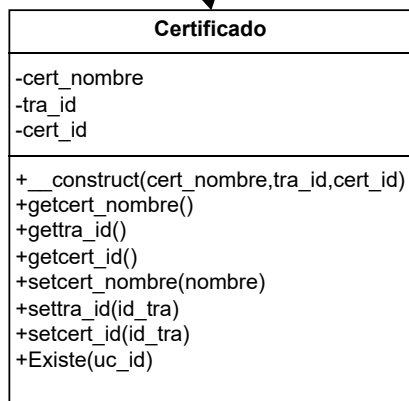 Certificado
-cert_nombre
-tra_id
-cert_id
+__construct(cert_nombre,tra_id,cert_id)
+getcert_nombre()
+gettra_id()
+getcert_id()
+setcert_nombre(nombre)
+settra_id(id_tra)
+setcert_id(id_tra)
+Existe(uc_id)